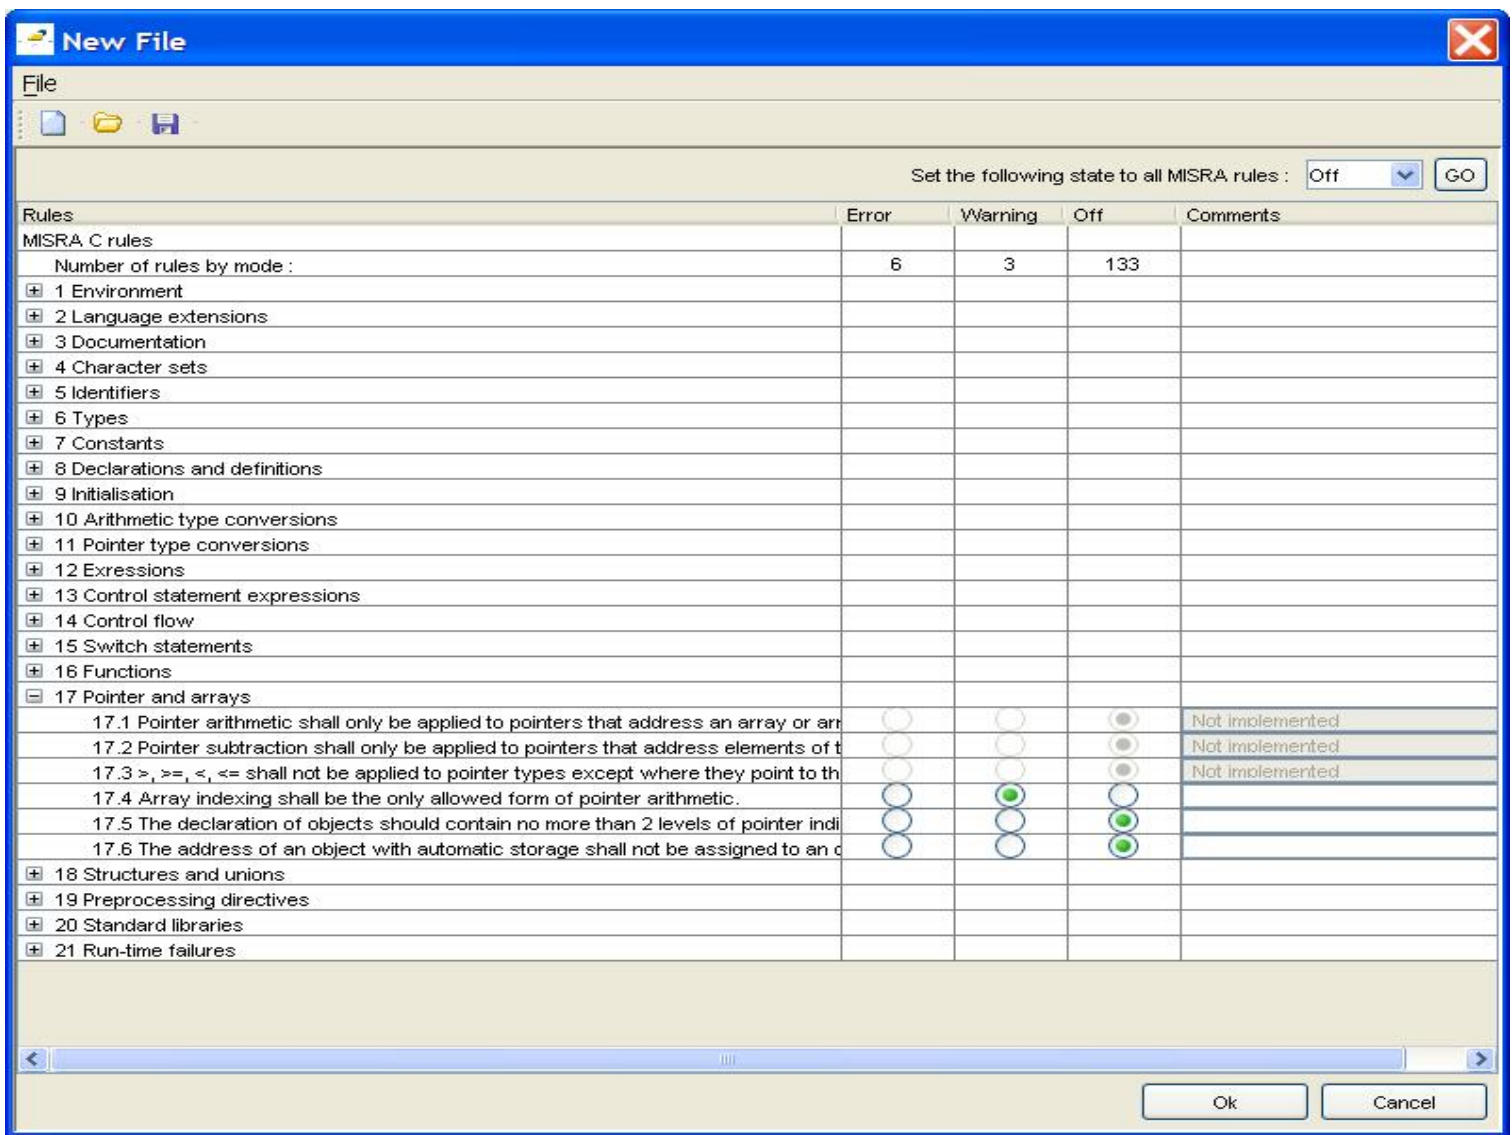 New File
File
Set the following state to all MISRA rules : Off GO
Rules Error Warning Off Comments
MISRA C rules
Number of rules by mode : 6 3 133
1 Environment
2 Language extensions
3 Documentation
4 Character sets
5 Identifiers
6 Types
7 Constants
8 Declarations and definitions
9 Initialisation
10 Arithmetic type conversions
11 Pointer type conversions
12 Exressions
13 Control statement expressions
14 Control flow
15 Switch statements
16 Functions
17 Pointer and arrays
17.1 Pointer arithmetic shall only be applied to pointers that address an array or arr Not implemented
17.2 Pointer subtraction shall only be applied to pointers that address elements of t Not implemented
17.3 >, >=, <, <= shall not be applied to pointer types except where they point to th Not implemented
17.4 Array indexing shall be the only allowed form of pointer arithmetic.
17.5 The declaration of objects should contain no more than 2 levels of pointer indi
17.6 The address of an object with automatic storage shall not be assigned to an o
18 Structures and unions
19 Preprocessing directives
20 Standard libraries
21 Run-time failures
Ok Cancel